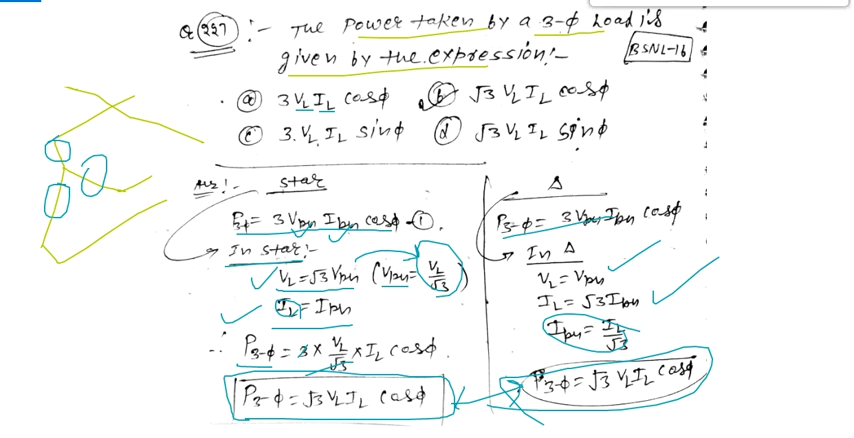 Q 227 :- The Power taken by a 3-ϕ Load is
given by the expression:-
BSNL-16
(a) 3 VL IL cosϕ (b) √3 VL IL cosϕ
(c) 3. VL IL sinϕ (d) √3 VL IL sinϕ
Ans:- star
P3ϕ = 3 Vph Iph cosϕ -(1).
In star:-
VL = √3 Vph (Vph = VL/√3)
IL = Iph
∴ P3-ϕ = 3 × VL/√3 × IL cosϕ.
P3-ϕ = √3 VL IL cosϕ
Δ
P3-ϕ = 3 Vph Iph cosϕ
In Δ
VL = Vph
IL = √3 Iph
Iph = IL/√3
P3-ϕ = √3 VL IL cosϕ